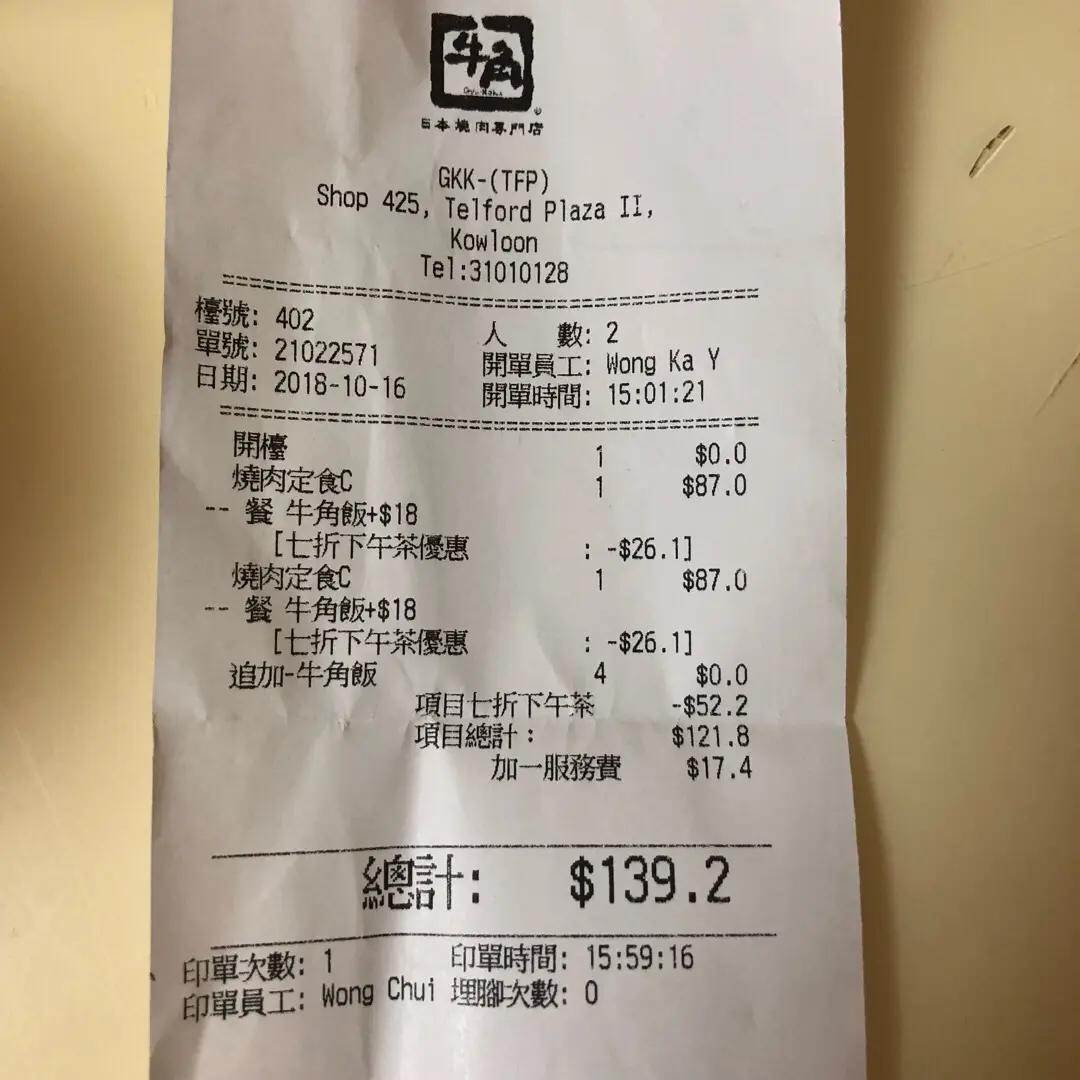 牛角
Gyu-Kaku
日本燒肉專門店
GKK-(TFP)
Shop 425, Telford Plaza II,
Kowloon
Tel:31010128
檯號: 402 人 數: 2
單號: 21022571 開單員工: Wong Ka Y
日期: 2018-10-16 開單時間: 15:01:21
開檯 1 $0.0
燒肉定食C 1 $87.0
-- 餐 牛角飯+$18
[七折下午茶優惠 : -$26.1]
燒肉定食C 1 $87.0
-- 餐 牛角飯+$18
[七折下午茶優惠 : -$26.1]
追加-牛角飯 4 $0.0
項目七折下午茶 -$52.2
項目總計: $121.8
加一服務費 $17.4
總計: $139.2
印單次數: 1 印單時間: 15:59:16
印單員工: Wong Chui 埋腳次數: 0